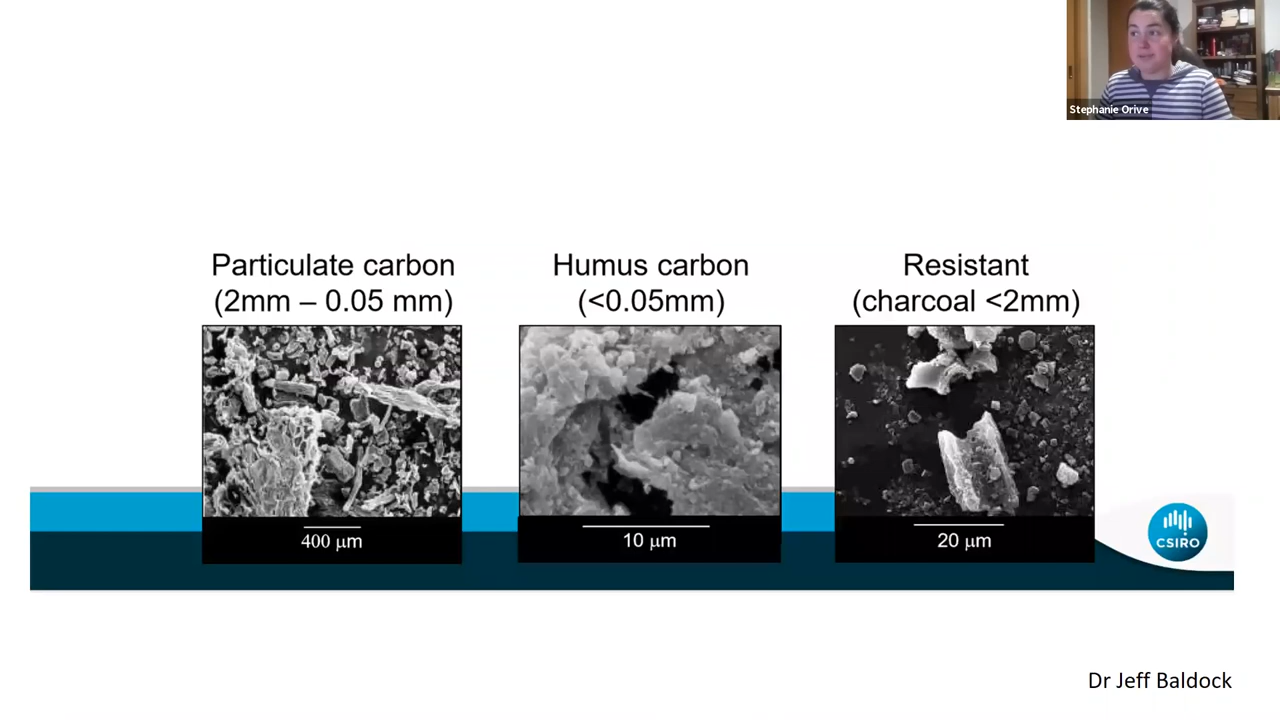 Stephanie Orive
Particulate carbon
(2mm – 0.05 mm)
Humus carbon
(<0.05mm)
Resistant
(charcoal <2mm)
400 µm
10 µm
20 µm
CSIRO
Dr Jeff Baldock